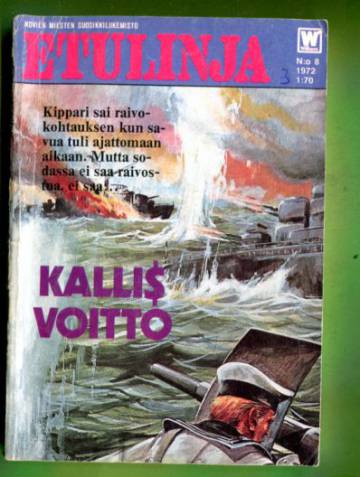 KOVIEN MIESTEN SUOSIKKILUKEMISTO
W
ETULINJA
N:o 8
1972
1:70
3
Kippari sai raivo-
kohtauksen kun sa-
vua tuli ajattomaan
aikaan. Mutta so-
dassa ei saa raivos-
tua, ei saa!..
KALLI$
VOITTO